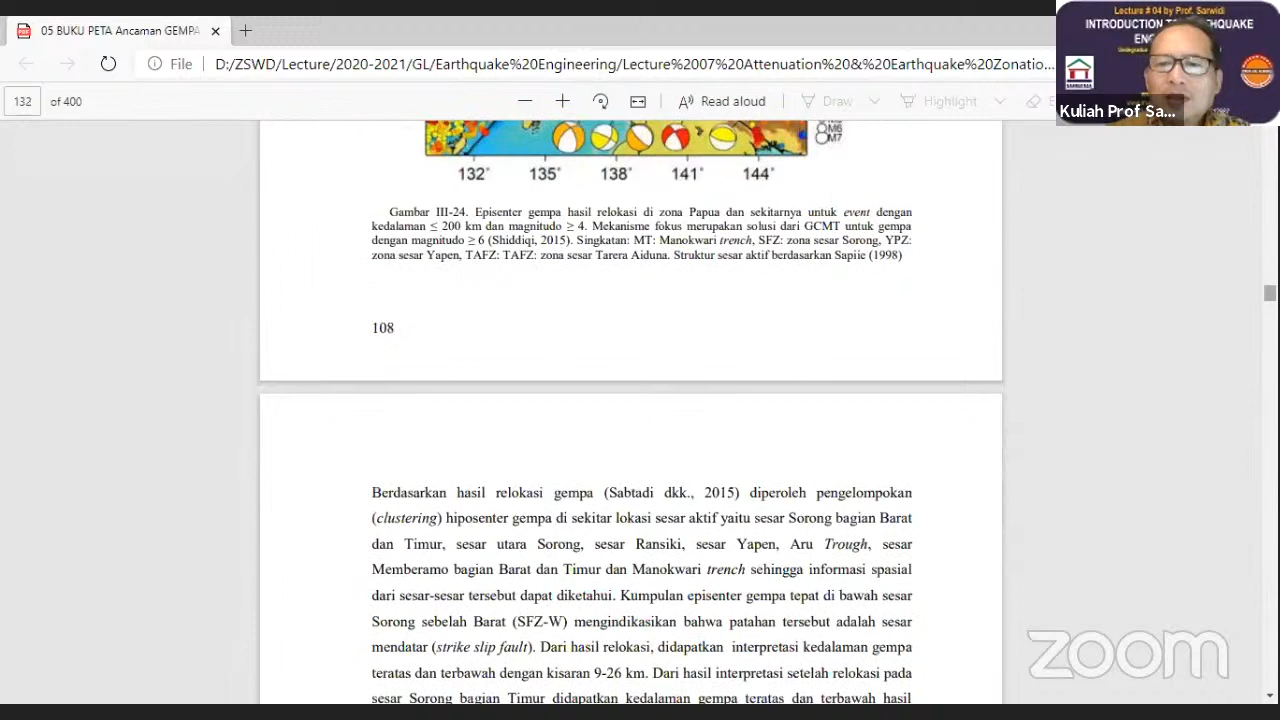 05 BUKU PETA Ancaman GEMPA
File
D:/ZSWD/Lecture/2020-2021/GL/Earthquake%20Engineering/Lecture%2007%20Attenuation%20&%20Earthquake%20Zonatio...
132 of 400
Read aloud
Draw
Highlight
Lecture # 04 by Prof. Sarwidi
Kuliah Prof Sa...
M6
M7
132° 135° 138° 141° 144°
Gambar III-24. Episenter gempa hasil relokasi di zona Papua dan sekitarnya untuk event dengan
kedalaman ≤ 200 km dan magnitudo ≥ 4. Mekanisme fokus merupakan solusi dari GCMT untuk gempa
dengan magnitudo ≥ 6 (Shiddiqi, 2015). Singkatan: MT: Manokwari trench, SFZ: zona sesar Sorong, YPZ:
zona sesar Yapen, TAFZ: TAFZ: zona sesar Tarera Aiduna. Struktur sesar aktif berdasarkan Sapiie (1998)
108
Berdasarkan hasil relokasi gempa (Sabtadi dkk., 2015) diperoleh pengelompokan
(clustering) hiposenter gempa di sekitar lokasi sesar aktif yaitu sesar Sorong bagian Barat
dan Timur, sesar utara Sorong, sesar Ransiki, sesar Yapen, Aru Trough, sesar
Memberamo bagian Barat dan Timur dan Manokwari trench sehingga informasi spasial
dari sesar-sesar tersebut dapat diketahui. Kumpulan episenter gempa tepat di bawah sesar
Sorong sebelah Barat (SFZ-W) mengindikasikan bahwa patahan tersebut adalah sesar
mendatar (strike slip fault). Dari hasil relokasi, didapatkan interpretasi kedalaman gempa
teratas dan terbawah dengan kisaran 9-26 km. Dari hasil interpretasi setelah relokasi pada
sesar Sorong bagian Timur didapatkan kedalaman gempa teratas dan terbawah hasil
zoom